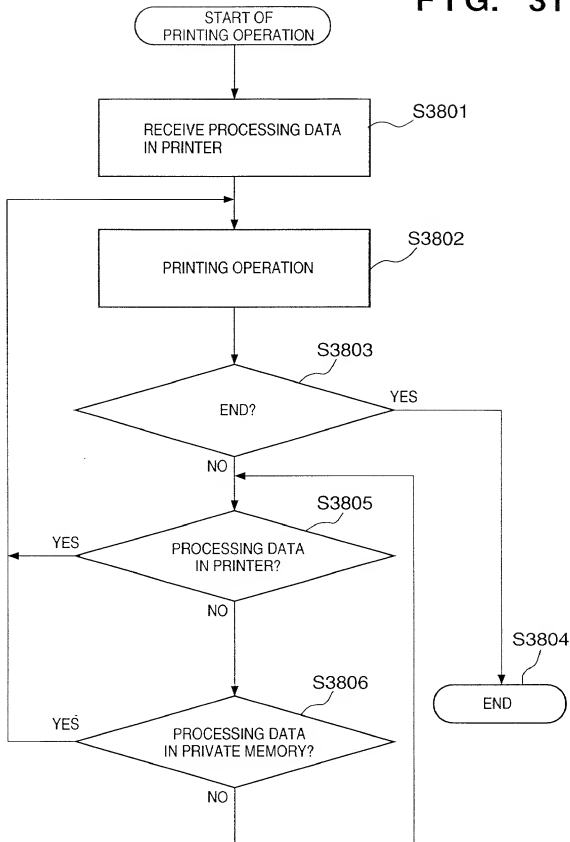 FIG. 31
START OF
PRINTING OPERATION
S3801
RECEIVE PROCESSING DATA
IN PRINTER
S3802
PRINTING OPERATION
S3803
END?
YES
NO
S3805
YES
PROCESSING DATA
IN PRINTER?
NO
S3804
END
S3806
YES
PROCESSING DATA
IN PRIVATE MEMORY?
NO